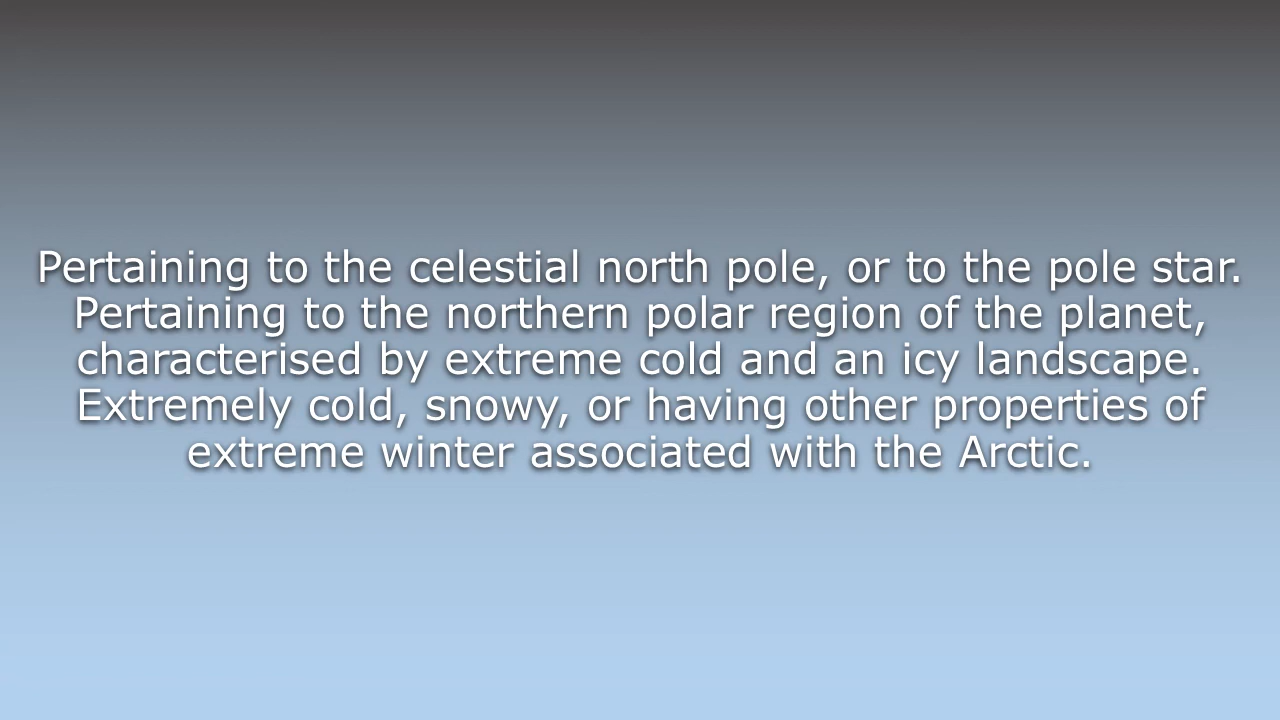 Pertaining to the celestial north pole, or to the pole star.
Pertaining to the northern polar region of the planet,
characterised by extreme cold and an icy landscape.
Extremely cold, snowy, or having other properties of
extreme winter associated with the Arctic.